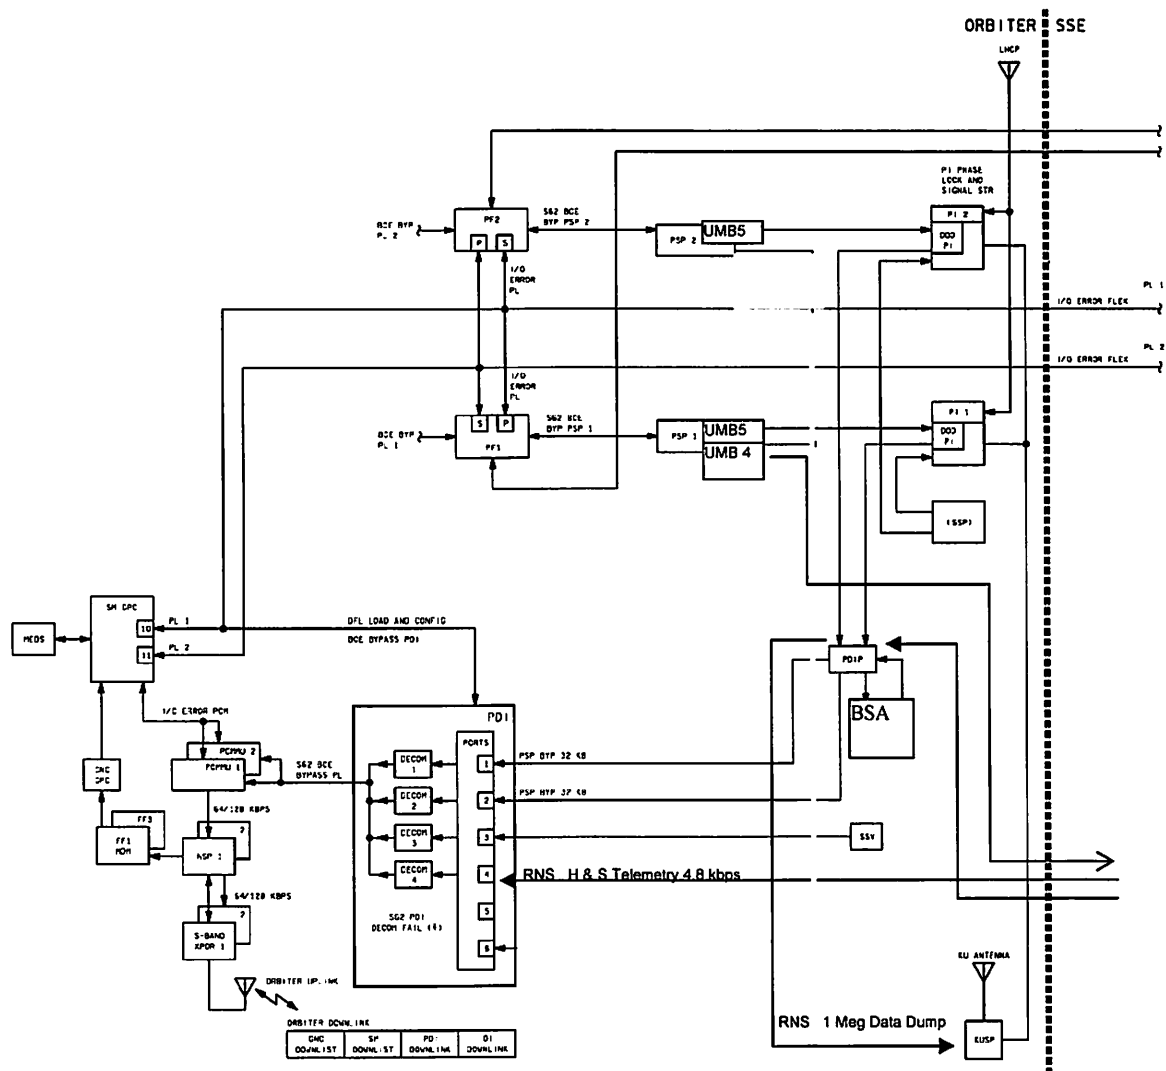 ORBITER SSE
LHCP
PI PHASE
LOCK AND
SIGNAL STR
PI 2
DOD
PI
PF2
P S
BCE BYP
PL 2
S62 BCE
BYP PSP 2
PSP 2
UMB5
I/O
ERROR
PL
PL 1
I/O ERROR FLEX
PL 2
I/O ERROR FLEX
I/O
ERROR
PL
PI 1
DOD
PI
S P
PF1
BCE BYP
PL 1
S62 BCE
BYP PSP 1
PSP 1
UMB5
UMB 4
(SSP)
SM GPC
10
11
MEDS
PL 1
PL 2
DFL LOAD AND CONFIG
BCE BYPASS PDI
PDIP
BSA
PDI
PORTS
1
2
3
4
5
6
DECOM
1
DECOM
2
DECOM
3
DECOM
4
SG2 PDI
DECOM FAIL
PSP BYP 32 KB
PSP BYP 32 KB
SSV
RNS H & S Telemetry 4.8 kbps
ERROR PCM
PCMMU 2
PCMMU 1
S62 BCE
BYPASS PL
GNC
GPC
64/128 KBPS
FF3
FF1
MDM
2
NSP 1
64/128 KBPS
2
S-BAND
XPDR 1
ORBITER UPLINK
ORBITER DOWNLINK
GNC
DOWNLIST
SM
DOWNLIST
PDI
DOWNLINK
OI
DOWNLINK
KU ANTENNA
RNS 1 Meg Data Dump
KUSP